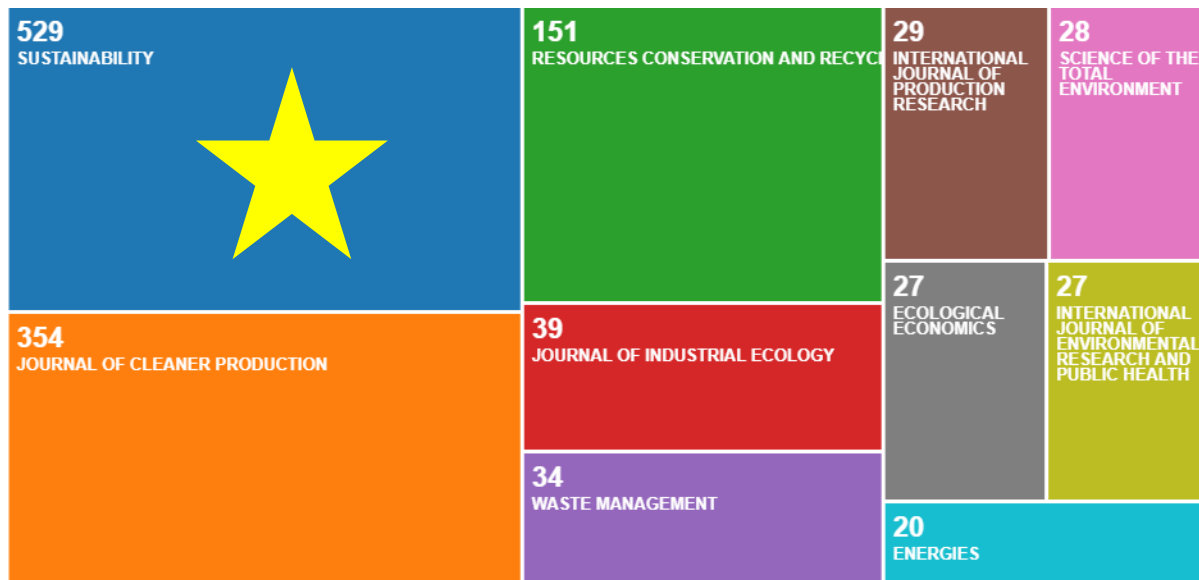 529
SUSTAINABILITY
354
JOURNAL OF CLEANER PRODUCTION
151
RESOURCES CONSERVATION AND RECYCL
39
JOURNAL OF INDUSTRIAL ECOLOGY
34
WASTE MANAGEMENT
29
INTERNATIONAL
JOURNAL OF
PRODUCTION
RESEARCH
28
SCIENCE OF THE
TOTAL
ENVIRONMENT
27
ECOLOGICAL
ECONOMICS
27
INTERNATIONAL
JOURNAL OF
ENVIRONMENTAL
RESEARCH AND
PUBLIC HEALTH
20
ENERGIES